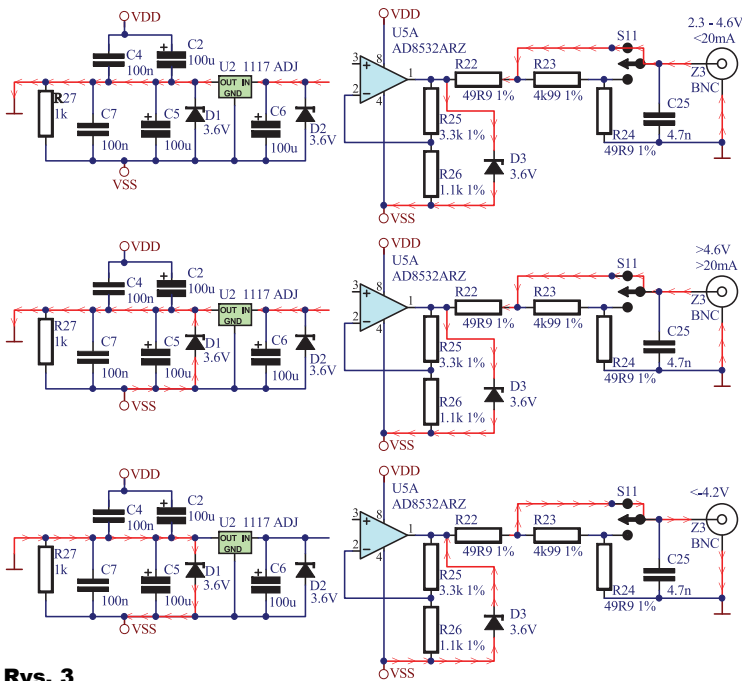 VDD
C4
100n
C2
100u
U2 1117 ADJ
OUT IN
GND
R27
1k
C7
100n
C5
100u
D1
3.6V
C6
100u
D2
3.6V
VSS
VDD
U5A
AD8532ARZ
3
2
8
4
1
R22
49R9 1%
R23
4k99 1%
S11
2.3 - 4.6V
<20mA
Z3
BNC
R25
3.3k 1%
R26
1.1k 1%
D3
3.6V
R24
49R9 1%
C25
4.7n
VSS
VDD
C4
100n
C2
100u
U2 1117 ADJ
OUT IN
GND
R27
1k
C7
100n
C5
100u
D1
3.6V
C6
100u
D2
3.6V
VSS
VDD
U5A
AD8532ARZ
3
2
8
4
1
R22
49R9 1%
R23
4k99 1%
S11
>4.6V
>20mA
Z3
BNC
R25
3.3k 1%
R26
1.1k 1%
D3
3.6V
R24
49R9 1%
C25
4.7n
VSS
VDD
C4
100n
C2
100u
U2 1117 ADJ
OUT IN
GND
R27
1k
C7
100n
C5
100u
D1
3.6V
C6
100u
D2
3.6V
VSS
VDD
U5A
AD8532ARZ
3
2
8
4
1
R22
49R9 1%
R23
4k99 1%
S11
<-4.2V
Z3
BNC
R25
3.3k 1%
R26
1.1k 1%
D3
3.6V
R24
49R9 1%
C25
4.7n
VSS
Rys. 3